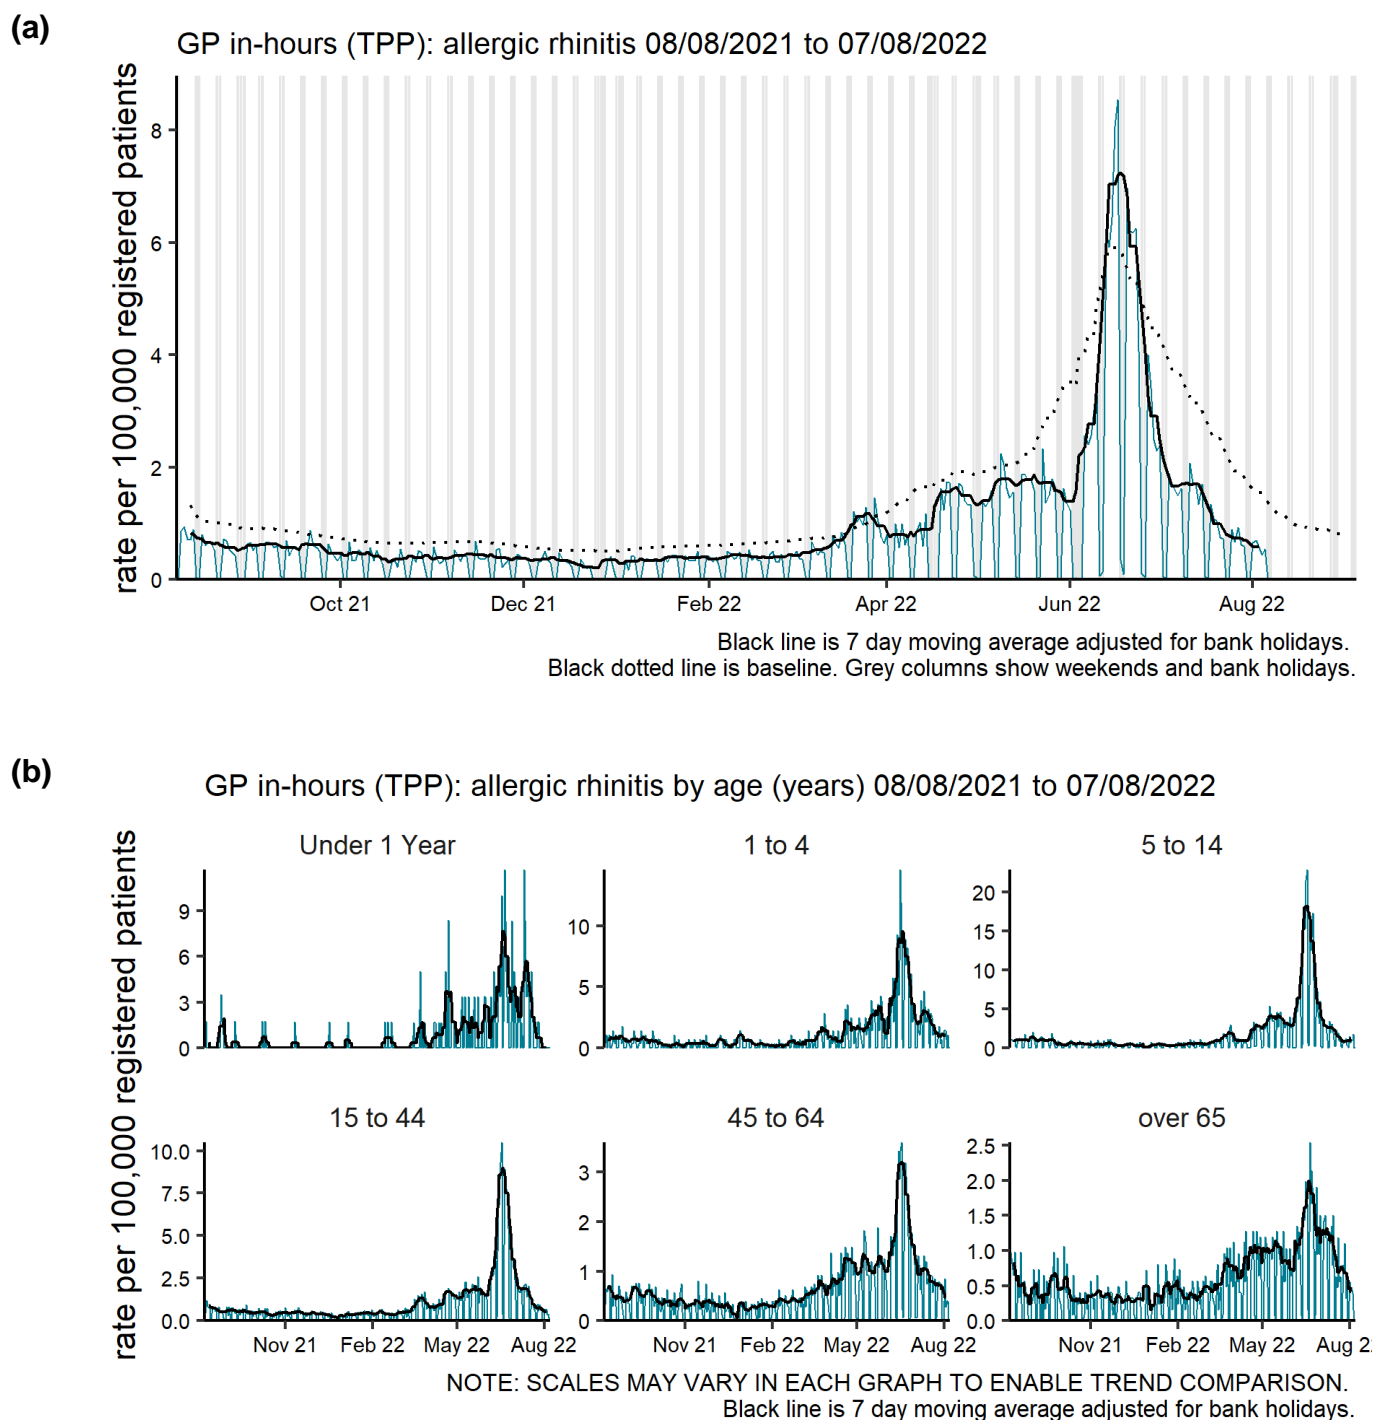 (a)
GP in-hours (TPP): allergic rhinitis 08/08/2021 to 07/08/2022
rate per 100,000 registered patients
8
6
4
2
0
Oct 21 Dec 21 Feb 22 Apr 22 Jun 22 Aug 22
Black line is 7 day moving average adjusted for bank holidays.
Black dotted line is baseline. Grey columns show weekends and bank holidays.
(b)
GP in-hours (TPP): allergic rhinitis by age (years) 08/08/2021 to 07/08/2022
rate per 100,000 registered patients
Under 1 Year
9
6
3
0
1 to 4
10
5
0
5 to 14
20
15
10
5
0
15 to 44
10.0
7.5
5.0
2.5
0.0
Nov 21 Feb 22 May 22 Aug 22
45 to 64
3
2
1
0
Nov 21 Feb 22 May 22 Aug 22
over 65
2.5
2.0
1.5
1.0
0.5
0.0
Nov 21 Feb 22 May 22 Aug 2
NOTE: SCALES MAY VARY IN EACH GRAPH TO ENABLE TREND COMPARISON.
Black line is 7 day moving average adjusted for bank holidays.